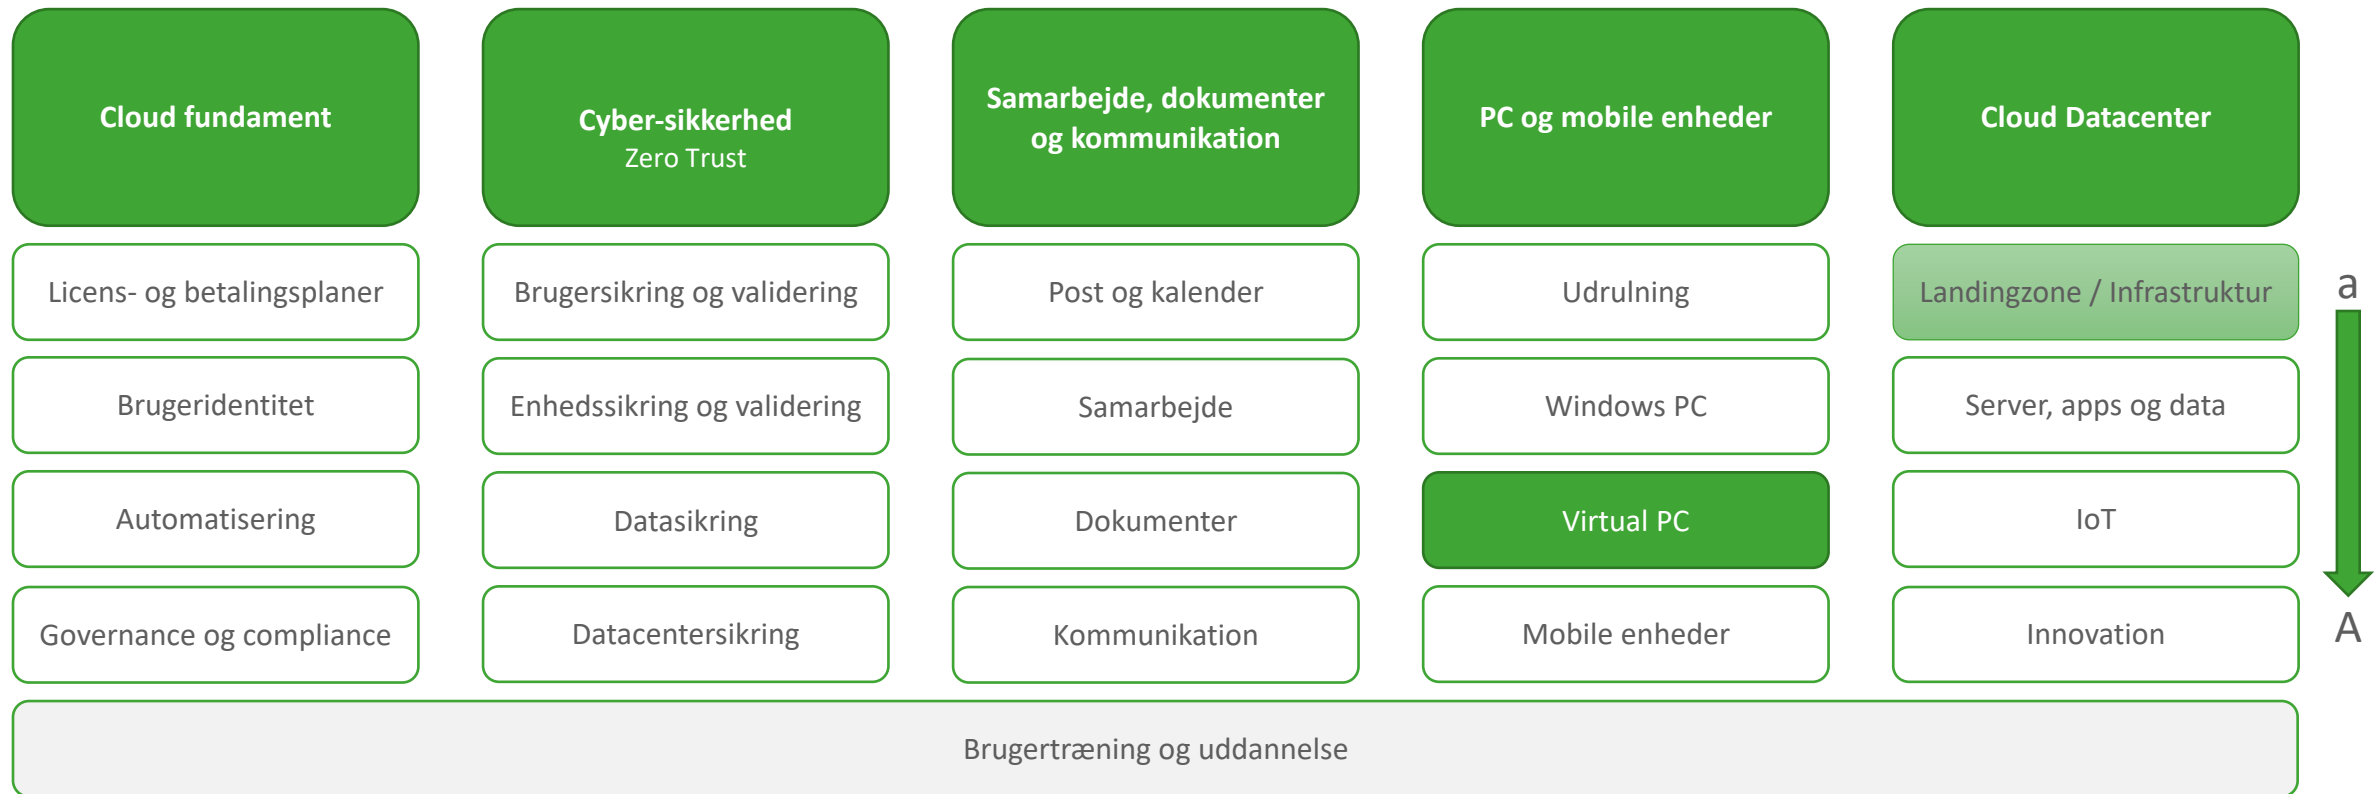 Cloud fundament
Cyber-sikkerhed
Zero Trust
Samarbejde, dokumenter
og kommunikation
PC og mobile enheder
Cloud Datacenter
Licens- og betalingsplaner
Brugersikring og validering
Post og kalender
Udrulning
Landingzone / Infrastruktur
a
Brugeridentitet
Enhedssikring og validering
Samarbejde
Windows PC
Server, apps og data
Automatisering
Datasikring
Dokumenter
Virtual PC
IoT
Governance og compliance
Datacentersikring
Kommunikation
Mobile enheder
Innovation
A
Brugertræning og uddannelse